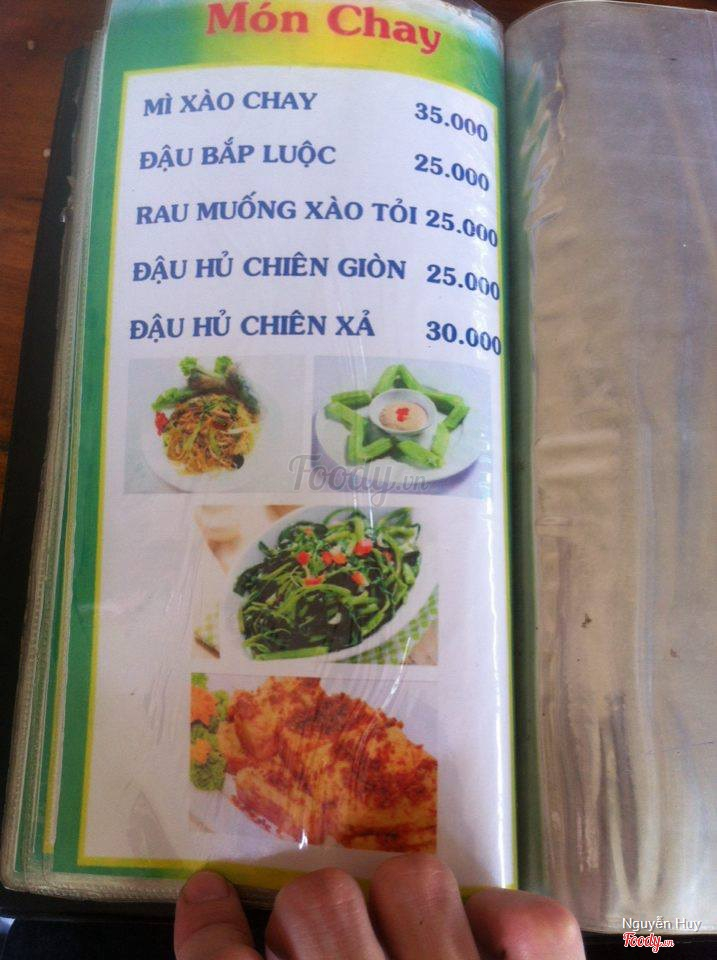 Món Chay
MÌ XÀO CHAY 35.000
ĐẬU BẮP LUỘC 25.000
RAU MUỐNG XÀO TỎI 25.000
ĐẬU HỦ CHIÊN GIÒN 25.000
ĐẬU HỦ CHIÊN XẢ 30.000
Foody.vn
Nguyễn Huy
Foody.vn